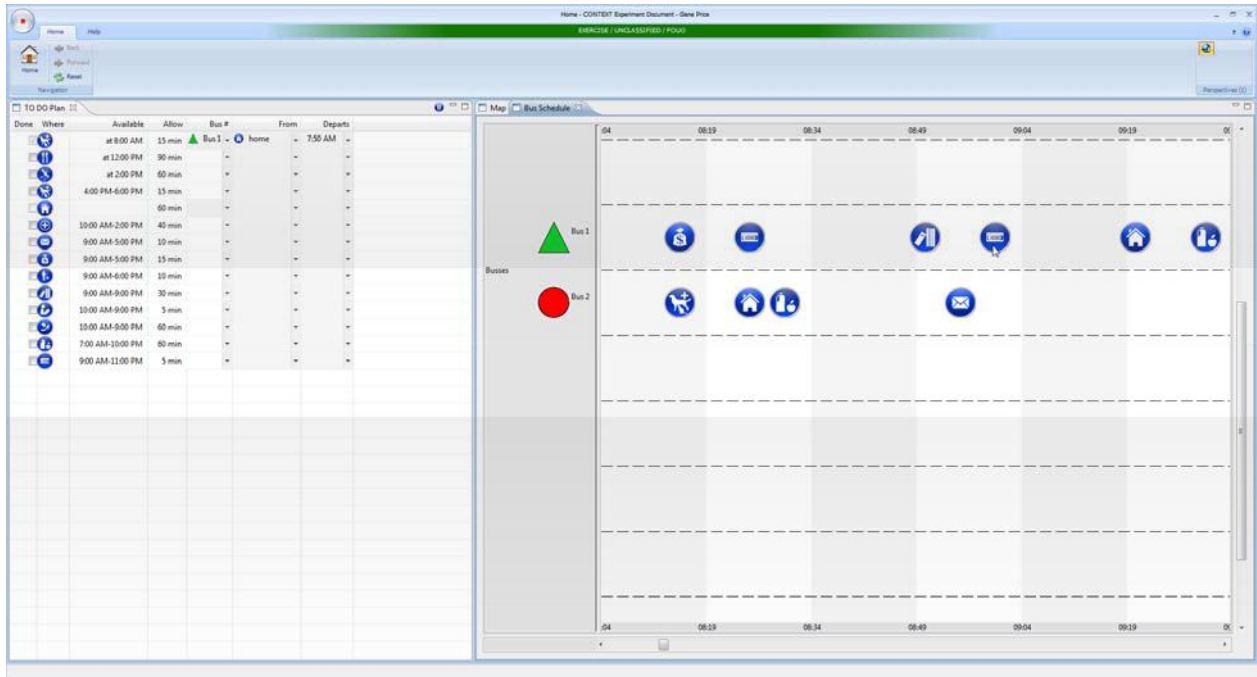 Home - CONTEXT Experiment Document - Gene Price
Home Help
EXERCISE / UNCLASSIFIED / FOUO
Back
Forward
Reset
Home
Navigation
Perspectives
TO DO Plan
Map Bus Schedule
Done Where Available Allow Bus # From Departs
at 8:00 AM 15 min Bus 1 home 7:50 AM
at 12:00 PM 90 min
at 2:00 PM 60 min
4:00 PM-6:00 PM 15 min
60 min
10:00 AM-2:00 PM 40 min
9:00 AM-5:00 PM 10 min
9:00 AM-5:00 PM 15 min
9:00 AM-6:00 PM 10 min
9:00 AM-9:00 PM 30 min
10:00 AM-9:00 PM 5 min
10:00 AM-9:00 PM 60 min
7:00 AM-10:00 PM 60 min
9:00 AM-11:00 PM 5 min
:04 08:19 08:34 08:49 09:04 09:19
Bus 1
Busses
Bus 2
:04 08:19 08:34 08:49 09:04 09:19